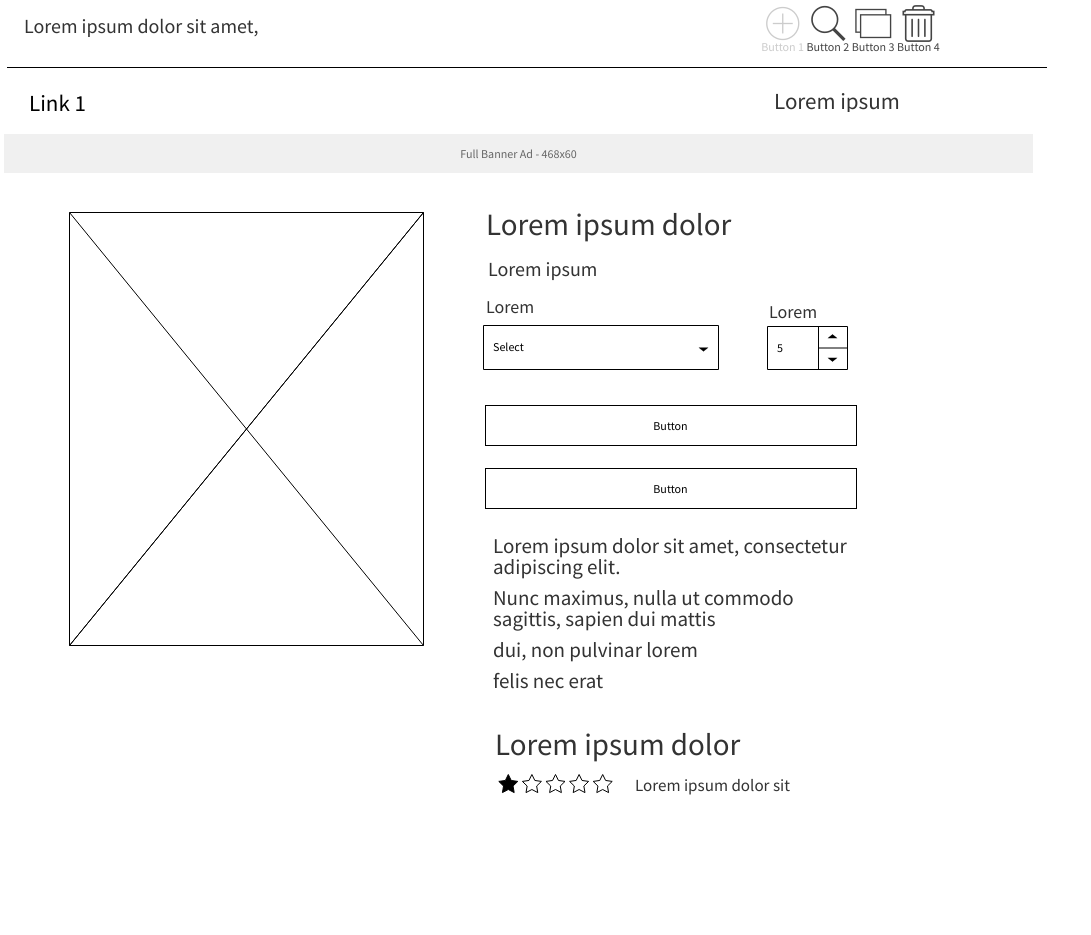 Lorem ipsum dolor sit amet,
Button 1 Button 2 Button 3 Button 4
Link 1
Lorem ipsum
Full Banner Ad - 468x60
Lorem ipsum dolor
Lorem ipsum
Lorem
Lorem
Select
5
Button
Button
Lorem ipsum dolor sit amet, consectetur
adipiscing elit.
Nunc maximus, nulla ut commodo
sagittis, sapien dui mattis
dui, non pulvinar lorem
felis nec erat
Lorem ipsum dolor
Lorem ipsum dolor sit